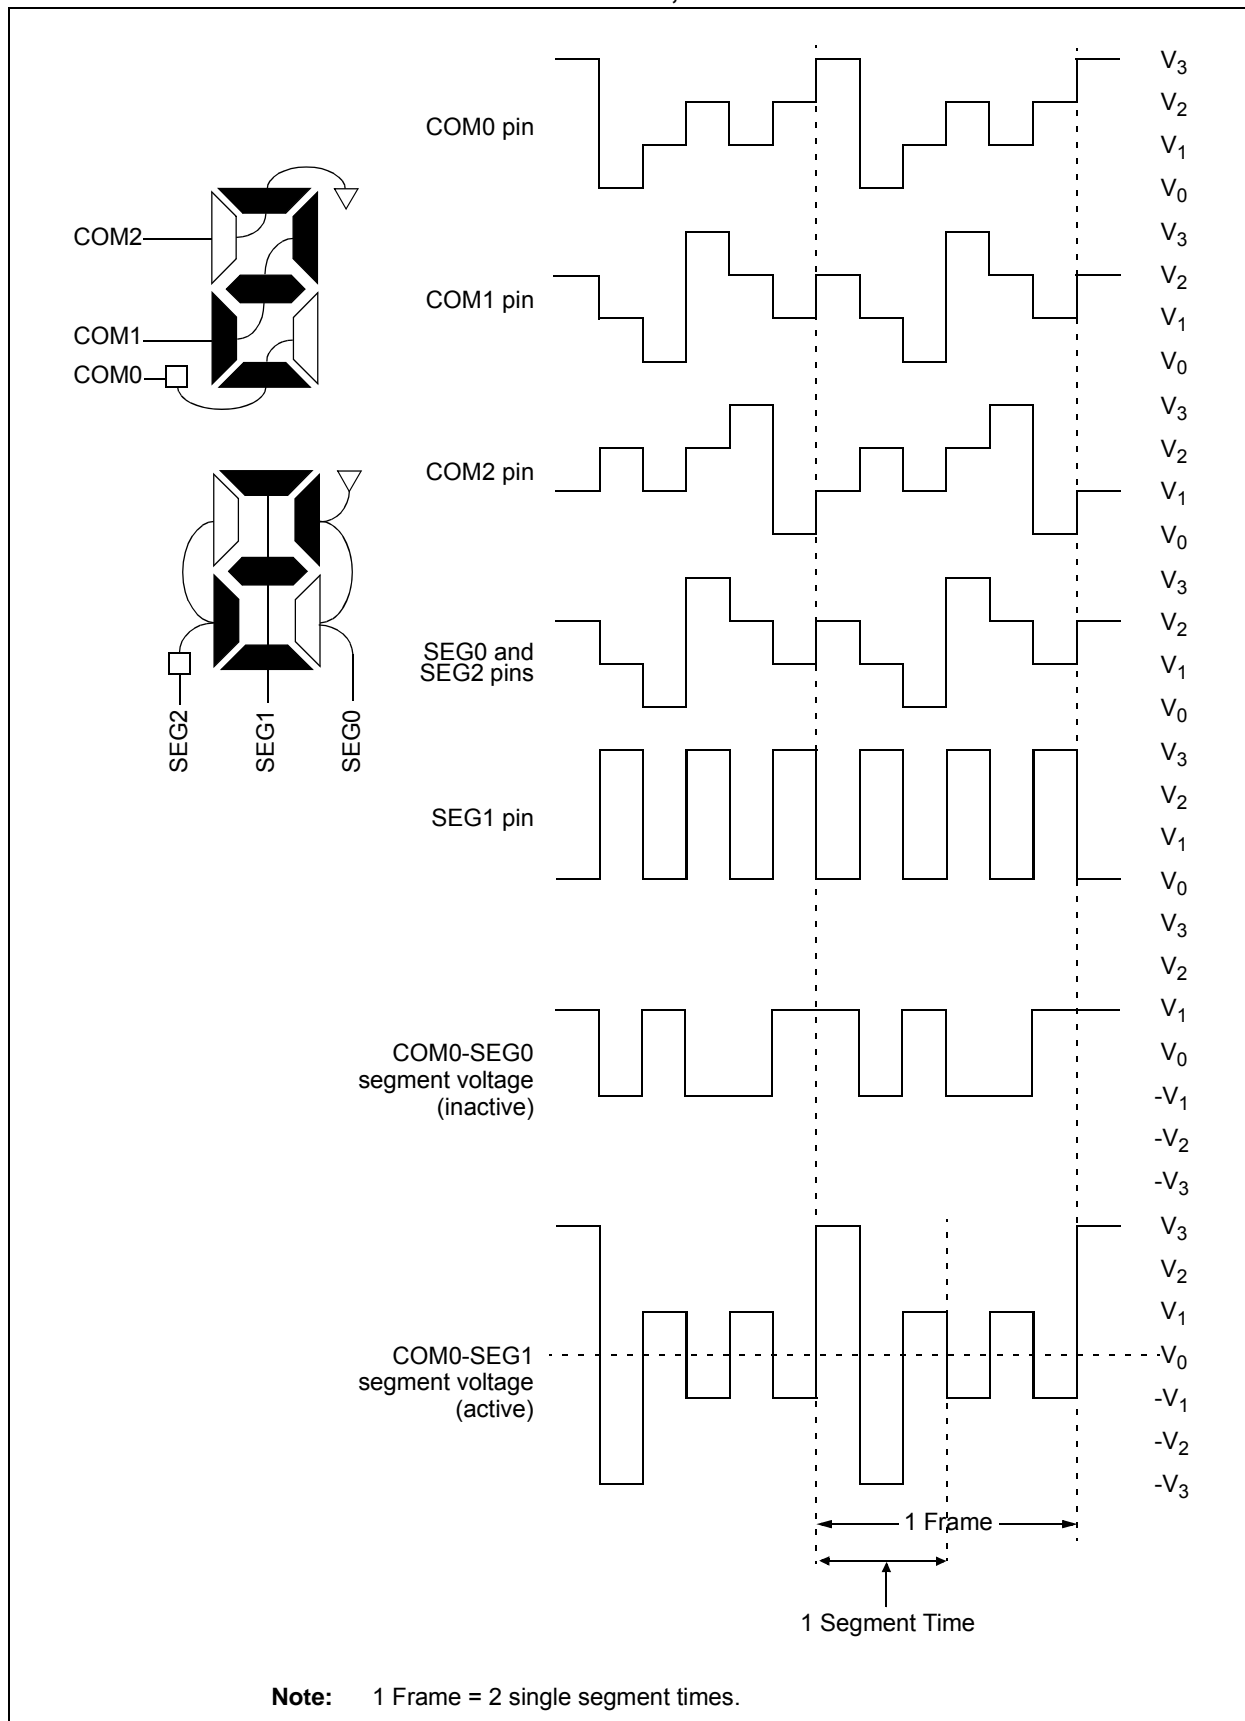 V3
V2
COM0 pin
V1
V0
V3
COM2
V2
COM1 pin
V1
COM1
V0
COM0
V3
V2
COM2 pin
V1
V0
V3
V2
SEG0 and
SEG2 pins
V1
V0
SEG2
SEG1
SEG0
V3
V2
SEG1 pin
V1
V0
V3
V2
V1
COM0-SEG0
segment voltage
(inactive)
V0
-V1
-V2
-V3
V3
V2
V1
COM0-SEG1
segment voltage
(active)
V0
-V1
-V2
-V3
1 Frame
1 Segment Time
Note: 1 Frame = 2 single segment times.